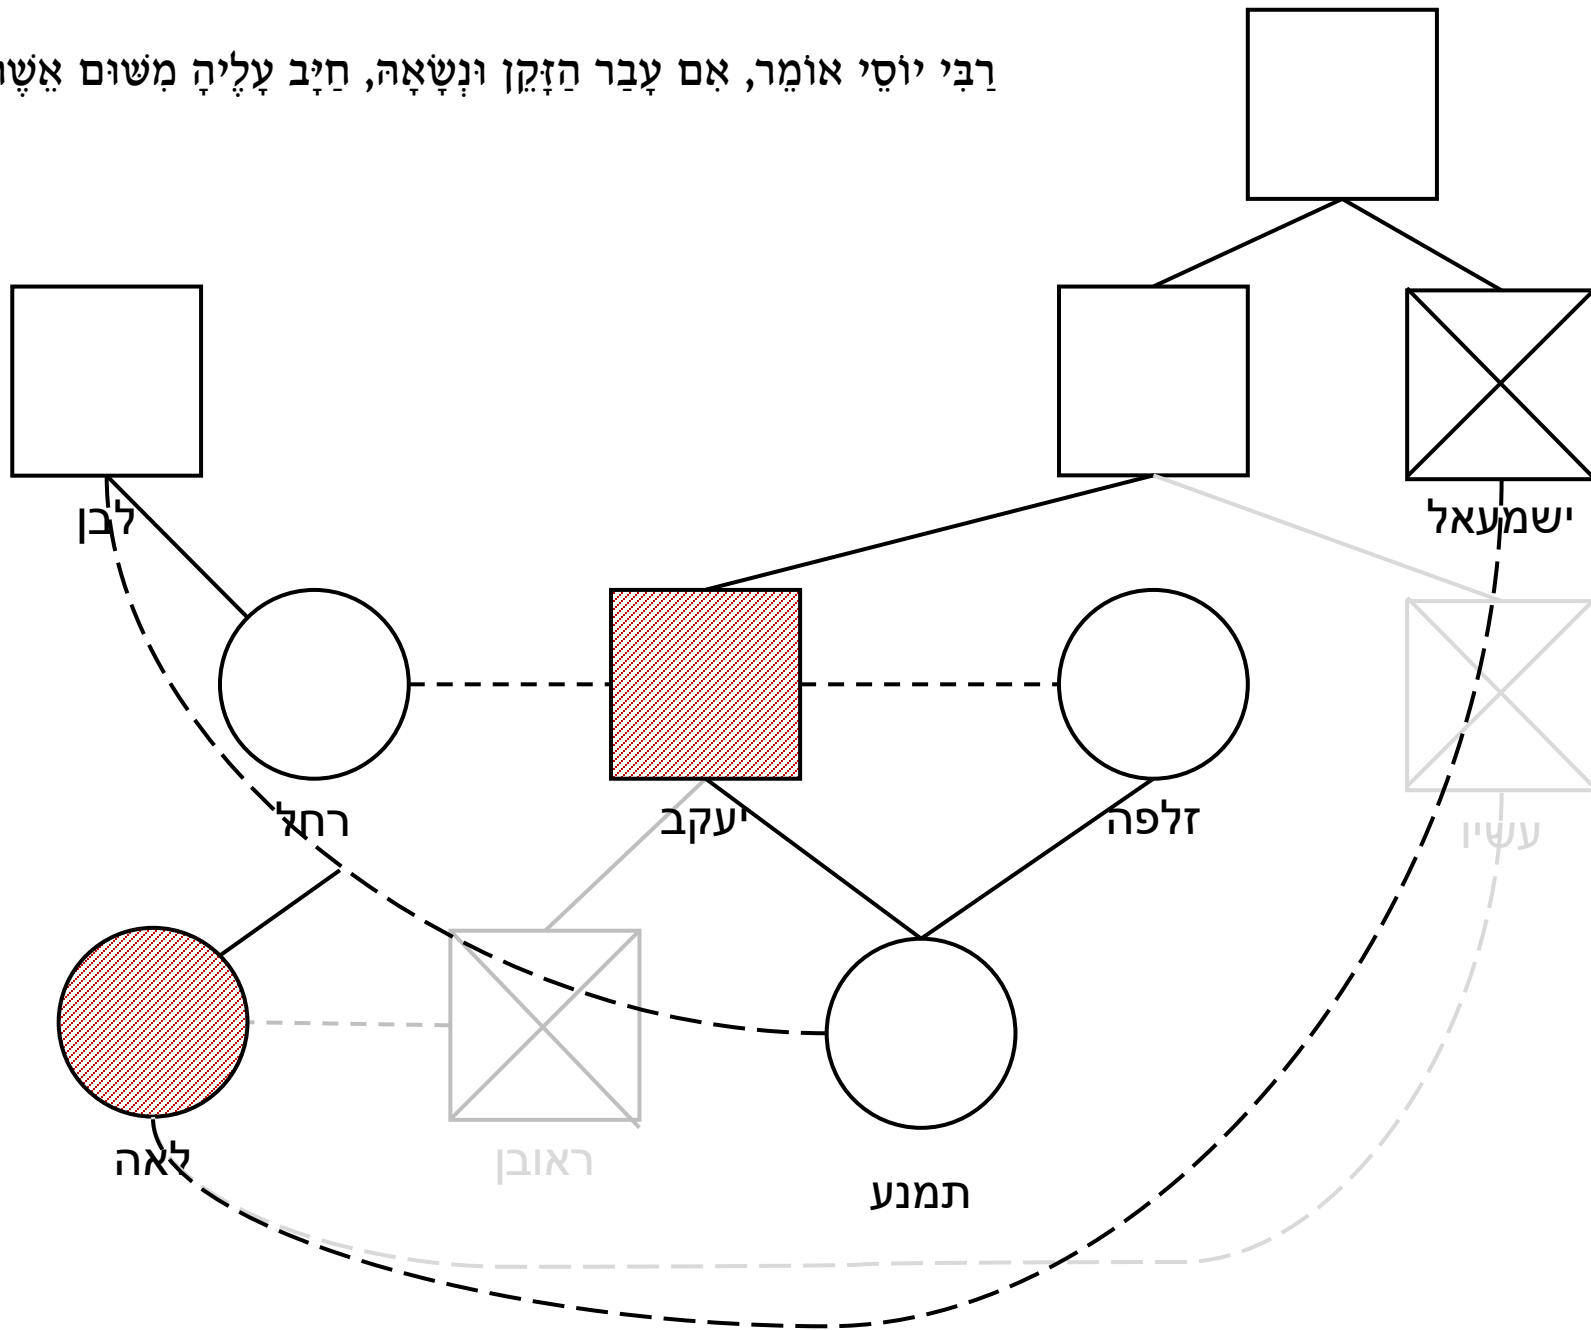 רַבִּי יוֹסֵי אוֹמֵר, אִם עָבַר הַזָּקֵן וּנְשָׂאָהּ, חַיָּב עָלֶיהָ מִשּׁוּם
לבן
ישמעאל
רחל
יעקב
זלפה
עשיו
לאה
ראובן
תמנע